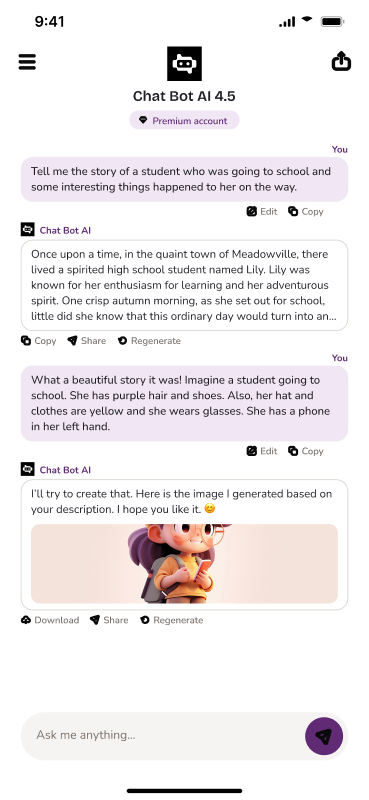 9:41
Chat Bot AI 4.5
Premium account
You
Tell me the story of a student who was going to school and
some interesting things happened to her on the way.
Edit Copy
Chat Bot AI
Once upon a time, in the quaint town of Meadowville, there
lived a spirited high school student named Lily. Lily was
known for her enthusiasm for learning and her adventurous
spirit. One crisp autumn morning, as she set out for school,
little did she know that this ordinary day would turn into an...
Copy Share Regenerate
You
What a beautiful story it was! Imagine a student going to
school. She has purple hair and shoes. Also, her hat and
clothes are yellow and she wears glasses. She has a phone
in her left hand.
Edit Copy
Chat Bot AI
I'll try to create that. Here is the image I generated based on
your description. I hope you like it. 😊
Download Share Regenerate
Ask me anything...